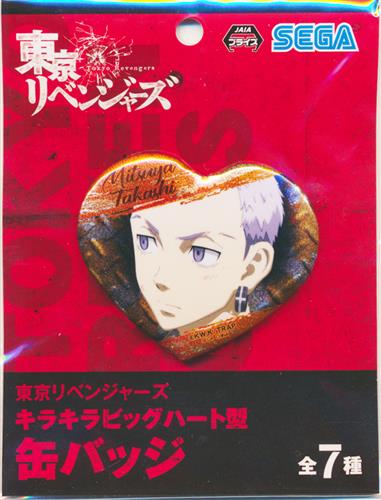 東京
Tokyo Revengers
リベンジャーズ
JAIA
プライズ
SEGA
Mitsuya
Takashi
東京リベンジャーズ
キラキラビッグハート型
缶バッジ
全7種